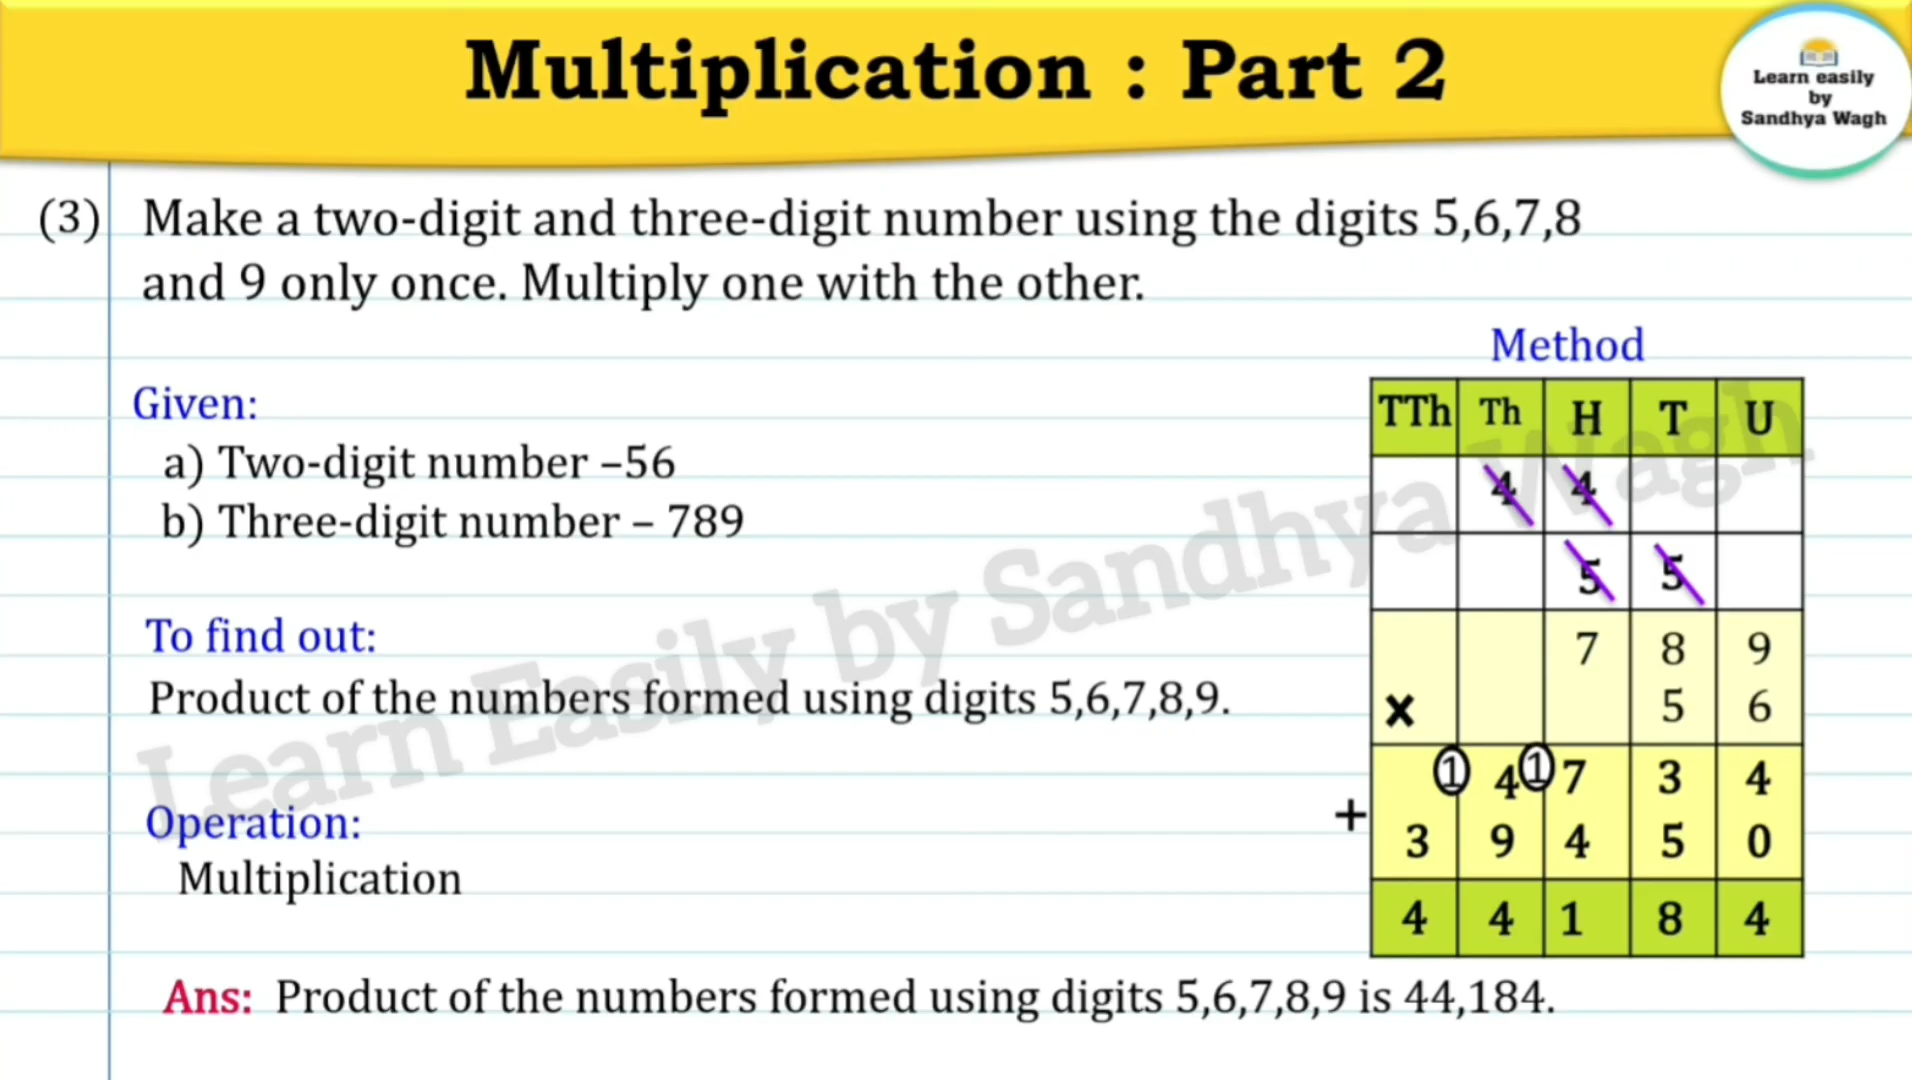 Multiplication : Part 2
Learn easily
by
Sandhya Wagh
(3) Make a two-digit and three-digit number using the digits 5,6,7,8
and 9 only once. Multiply one with the other.
Given:
a) Two-digit number –56
b) Three-digit number – 789
To find out:
Product of the numbers formed using digits 5,6,7,8,9.
Operation:
Multiplication
Method
TTh Th H T U
4 4
5 5
7 8 9
× 5 6
1 4 1 7 3 4
+ 3 9 4 5 0
4 4 1 8 4
Ans: Product of the numbers formed using digits 5,6,7,8,9 is 44,184.
Learn Easily by Sandhya Wagh